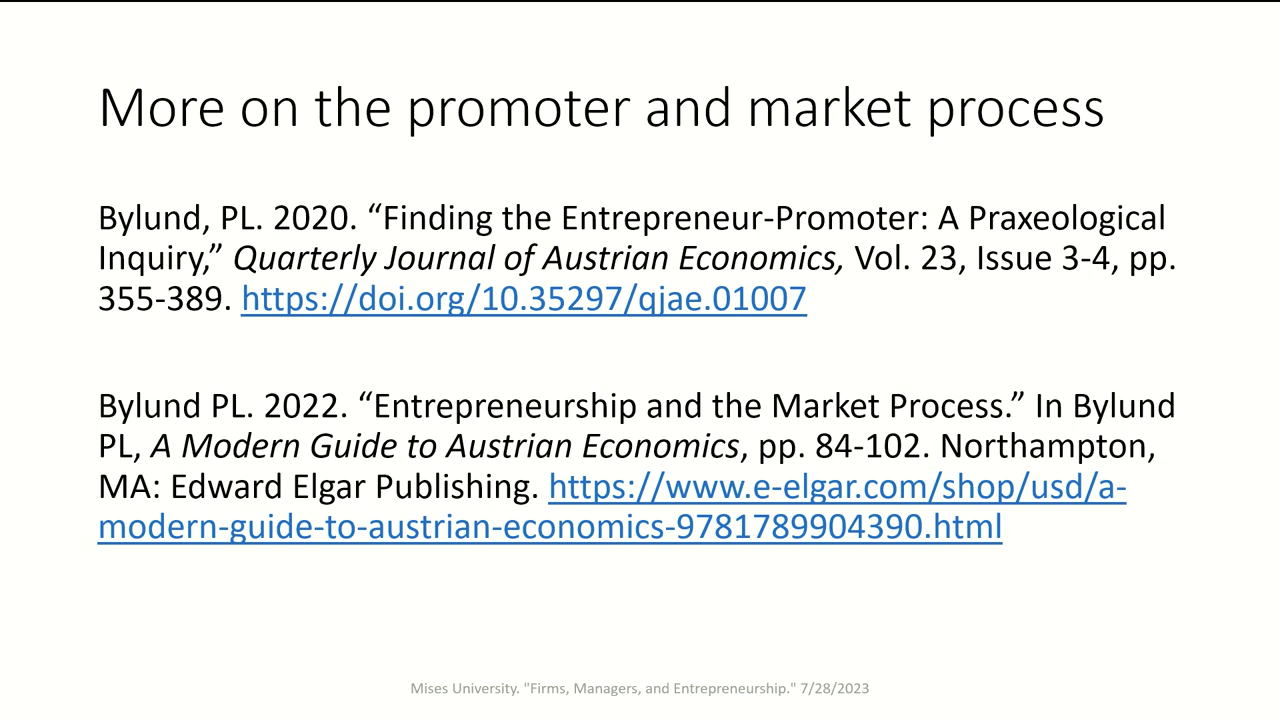 More on the promoter and market process
Bylund, PL. 2020. “Finding the Entrepreneur-Promoter: A Praxeological
Inquiry,” Quarterly Journal of Austrian Economics, Vol. 23, Issue 3-4, pp.
355-389. https://doi.org/10.35297/qjae.01007
Bylund PL. 2022. “Entrepreneurship and the Market Process.” In Bylund
PL, A Modern Guide to Austrian Economics, pp. 84-102. Northampton,
MA: Edward Elgar Publishing. https://www.e-elgar.com/shop/usd/a-
modern-guide-to-austrian-economics-9781789904390.html
Mises University. "Firms, Managers, and Entrepreneurship." 7/28/2023